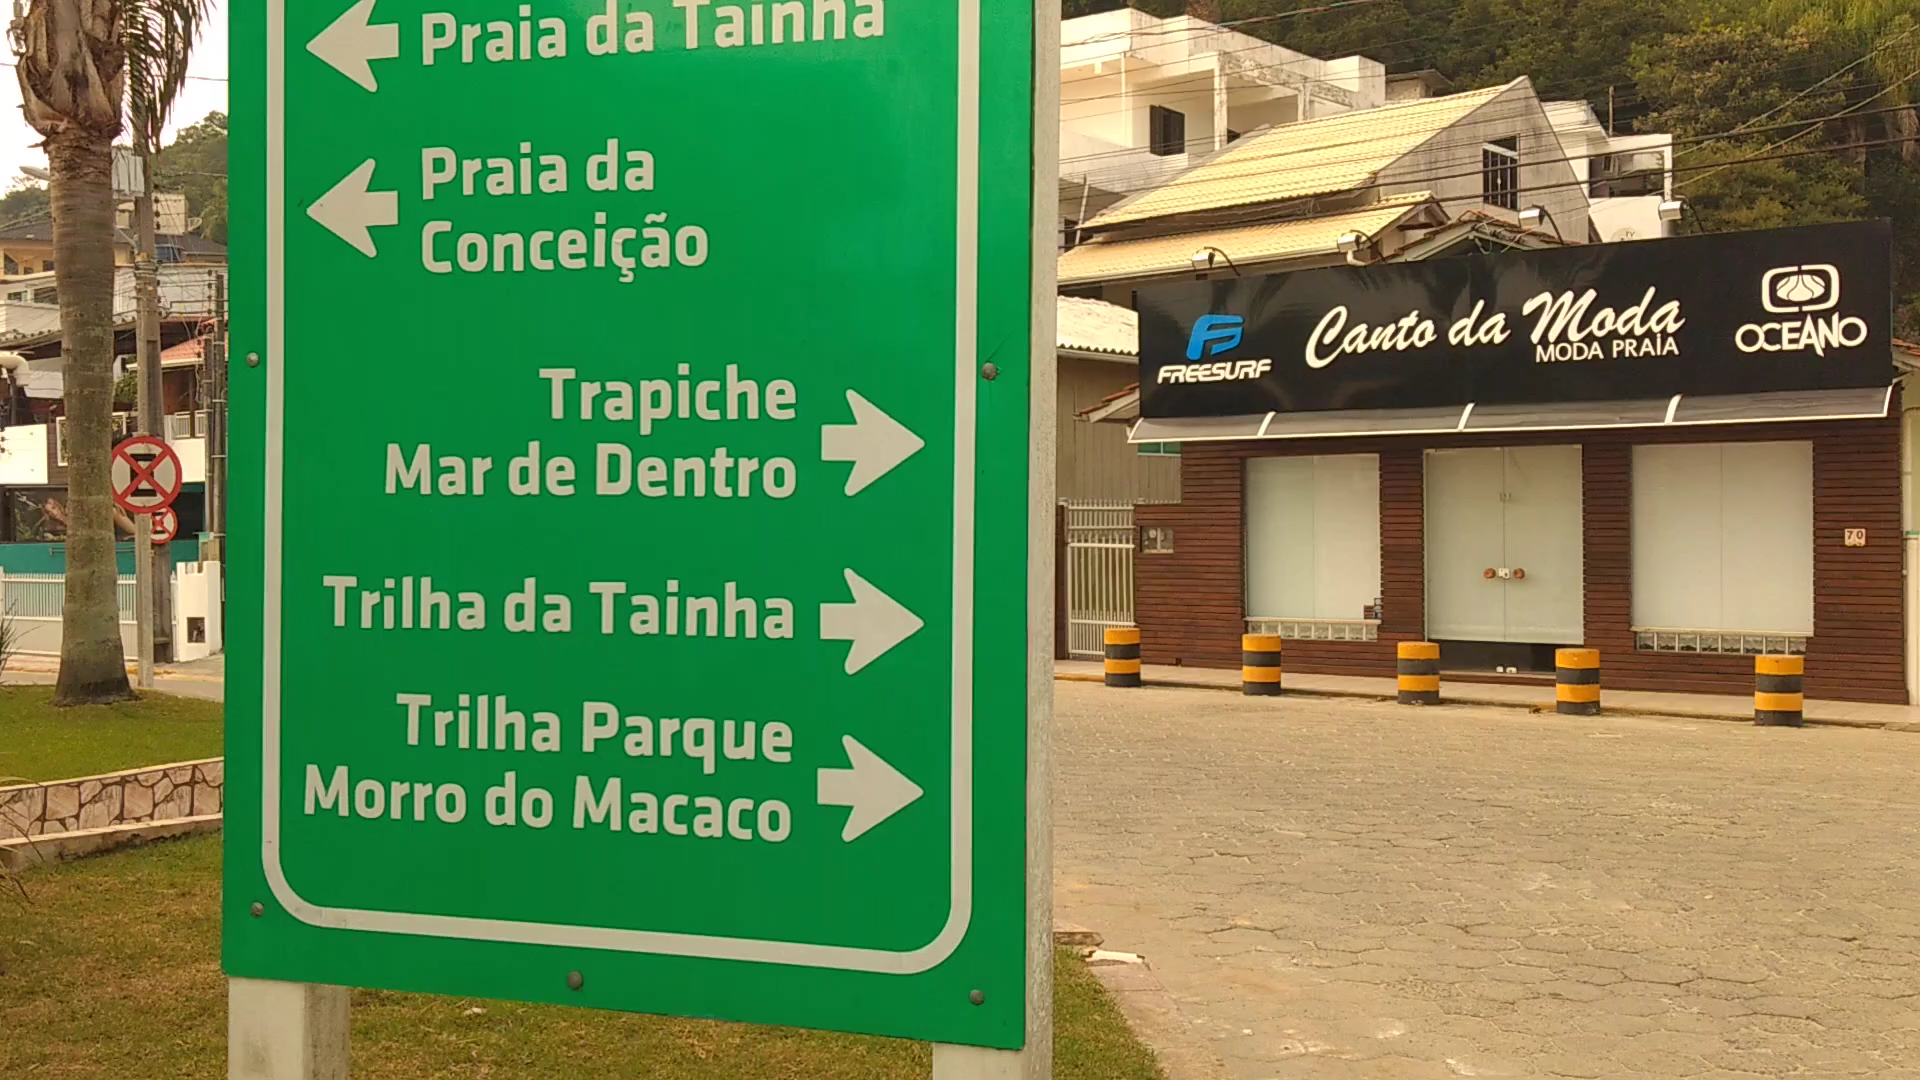 Praia da Tainha
Praia da
Conceição
Trapiche
Mar de Dentro
Trilha da Tainha
Trilha Parque
Morro do Macaco
FREESURF
Canto da Moda
MODA PRAÍA
OCEANO
70